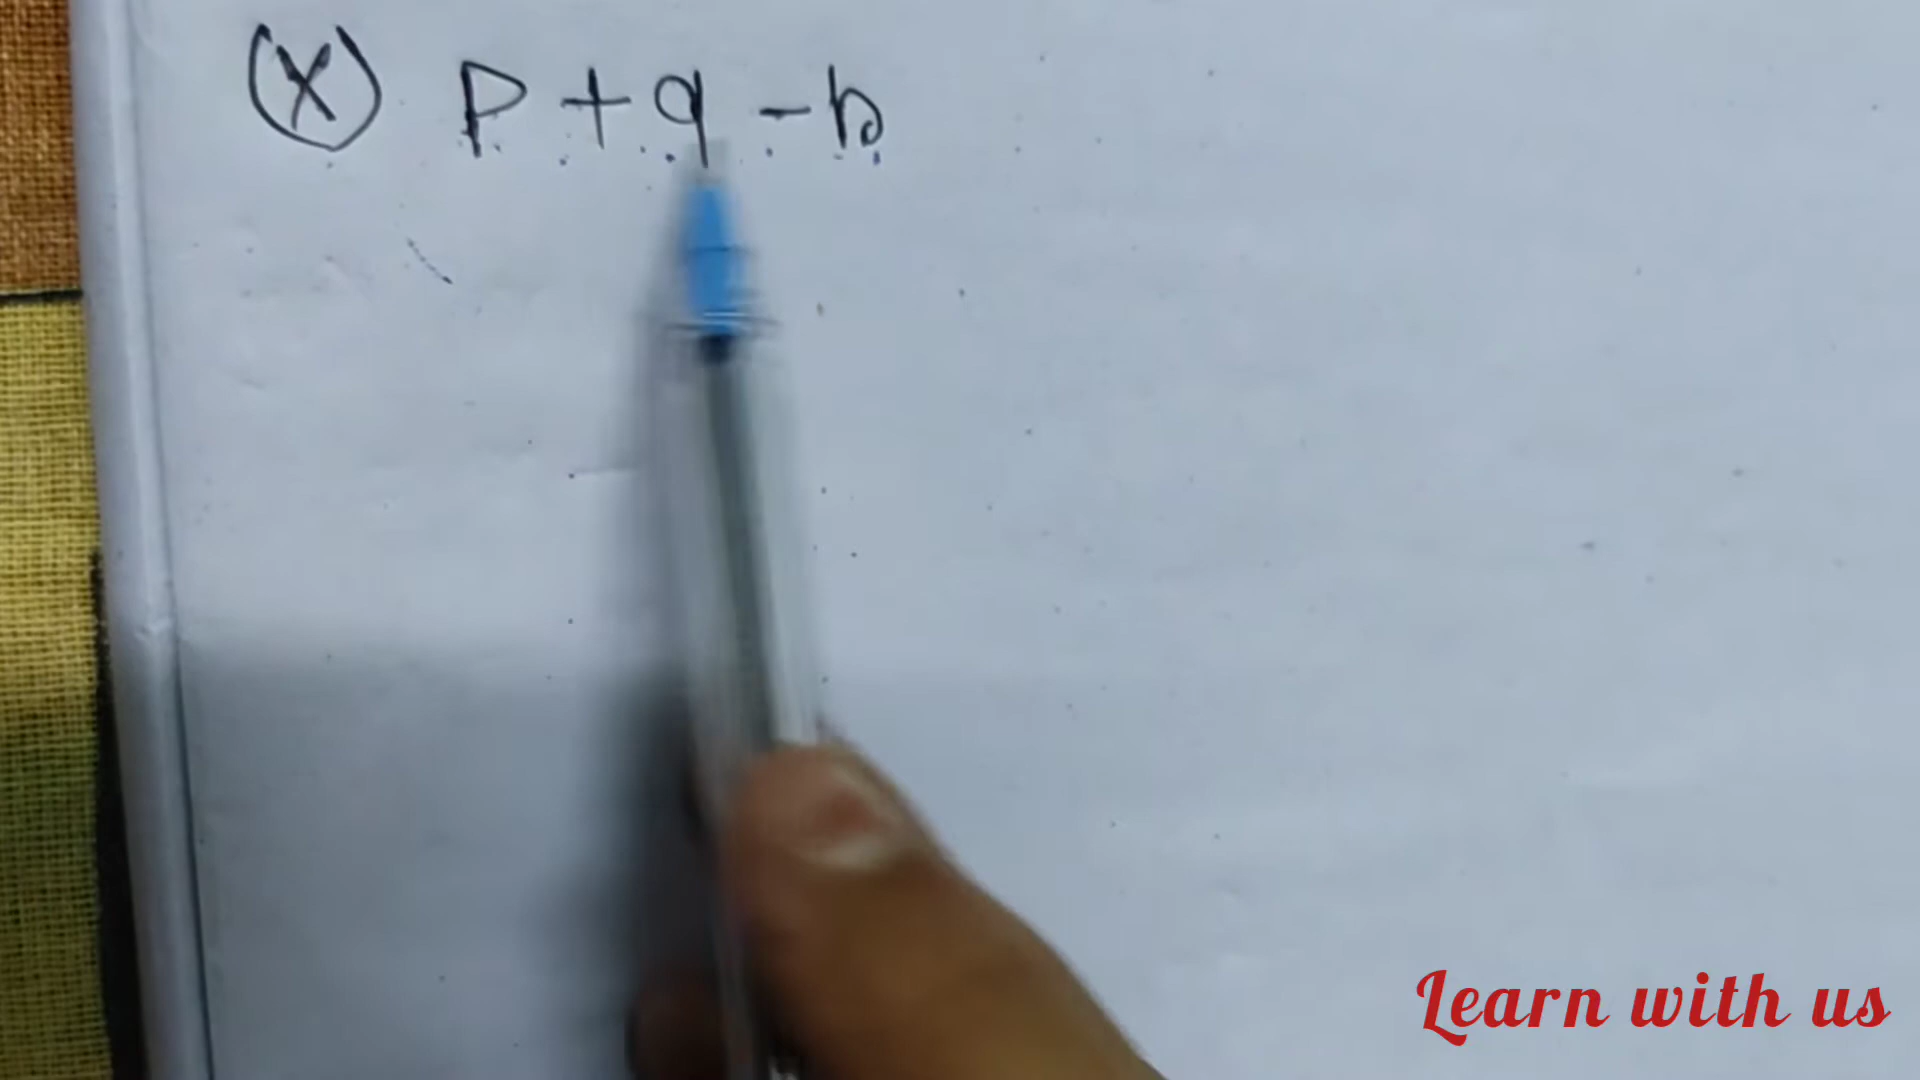 (x) p + q - r
Learn with us